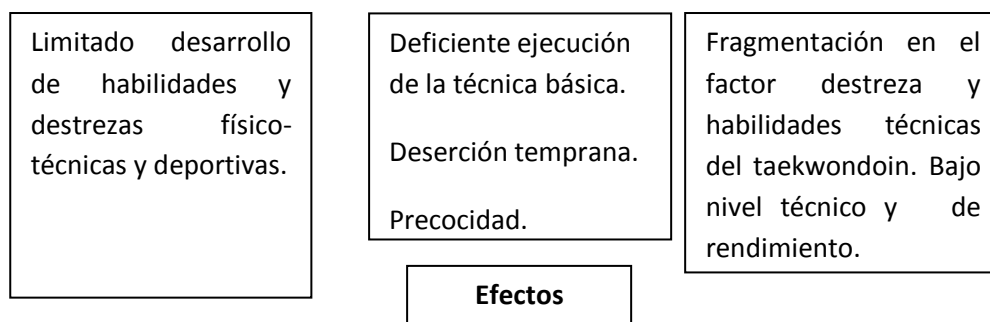 Limitado desarrollo
de habilidades y
destrezas físico-
técnicas y deportivas.
Deficiente ejecución
de la técnica básica.
Deserción temprana.
Precocidad.
Fragmentación en el
factor destreza y
habilidades técnicas
del taekwondoin. Bajo
nivel técnico y de
rendimiento.
Efectos